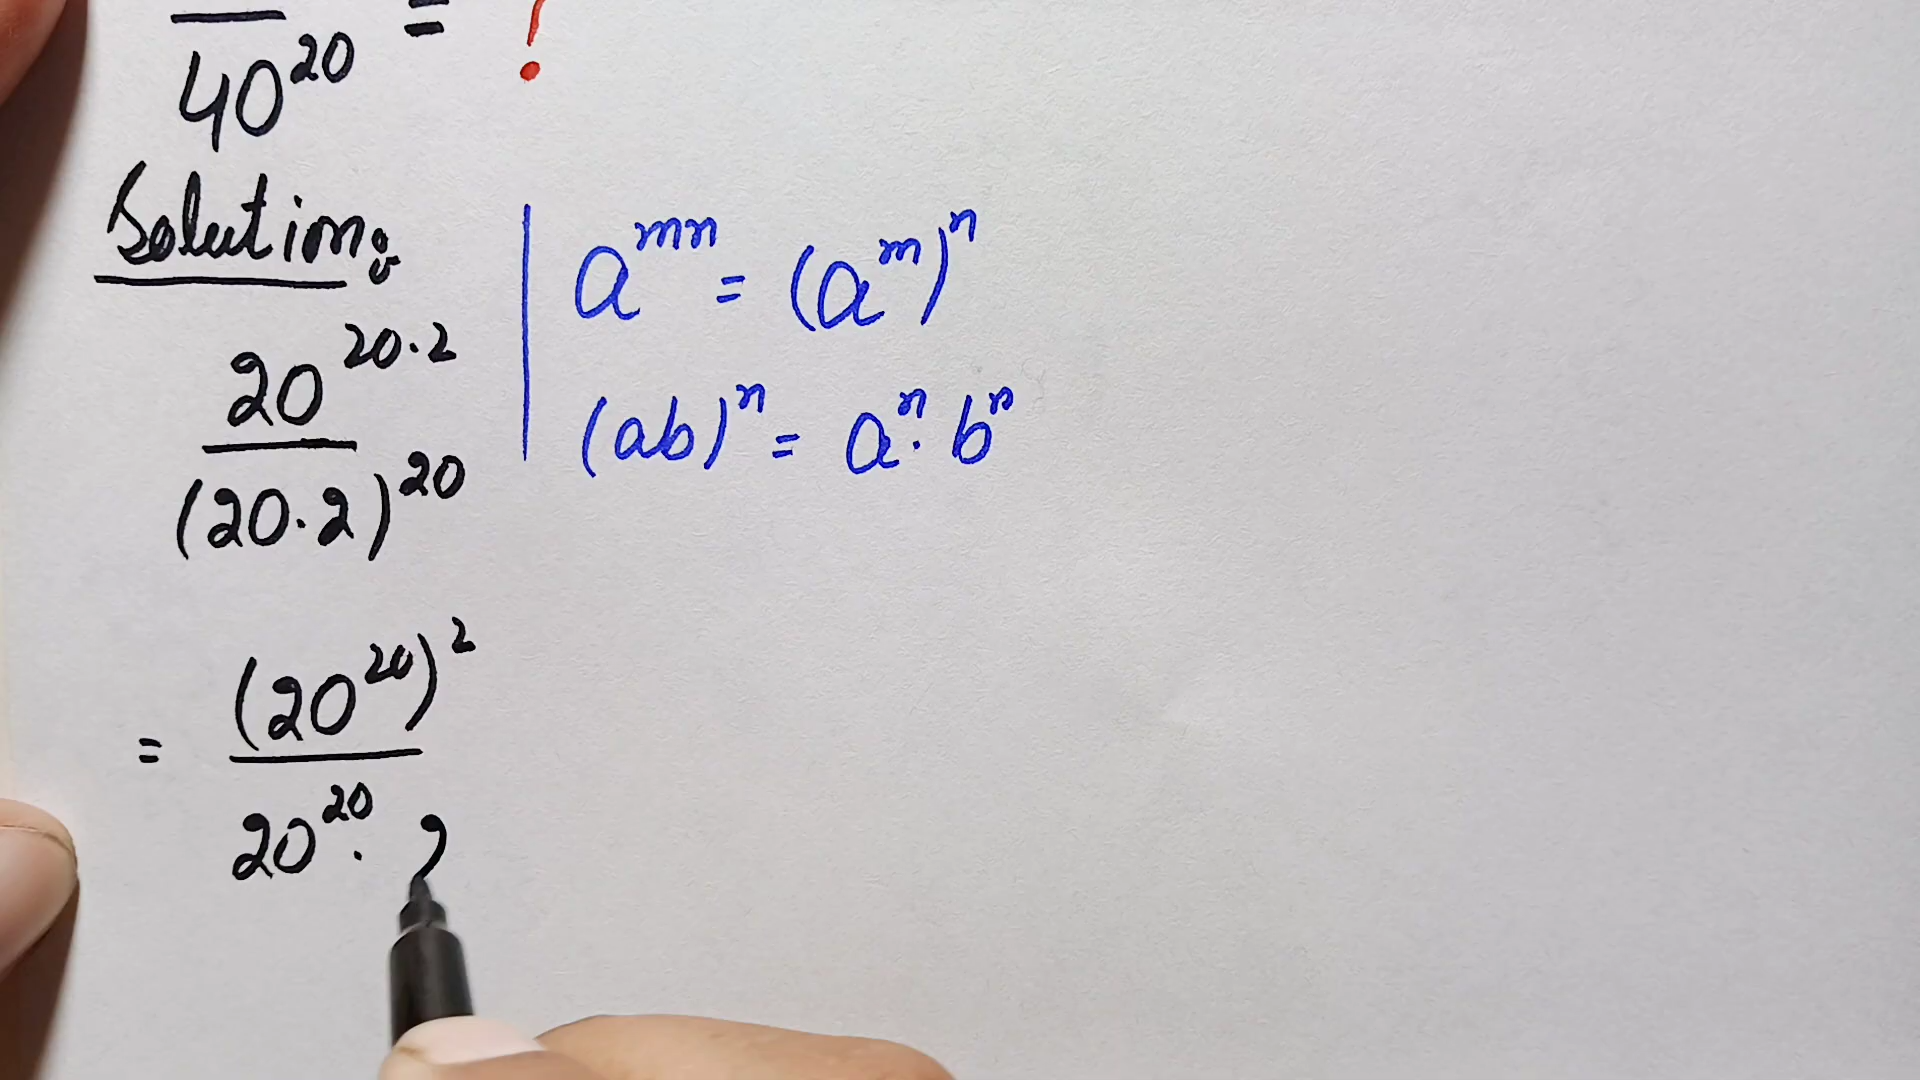 40^20 = ?
Solution:
20^20·2
(20·2)^20
a^mn = (a^m)^n
(ab)^n = a^n · b^n
= (20^20)^2
20^20 · 2